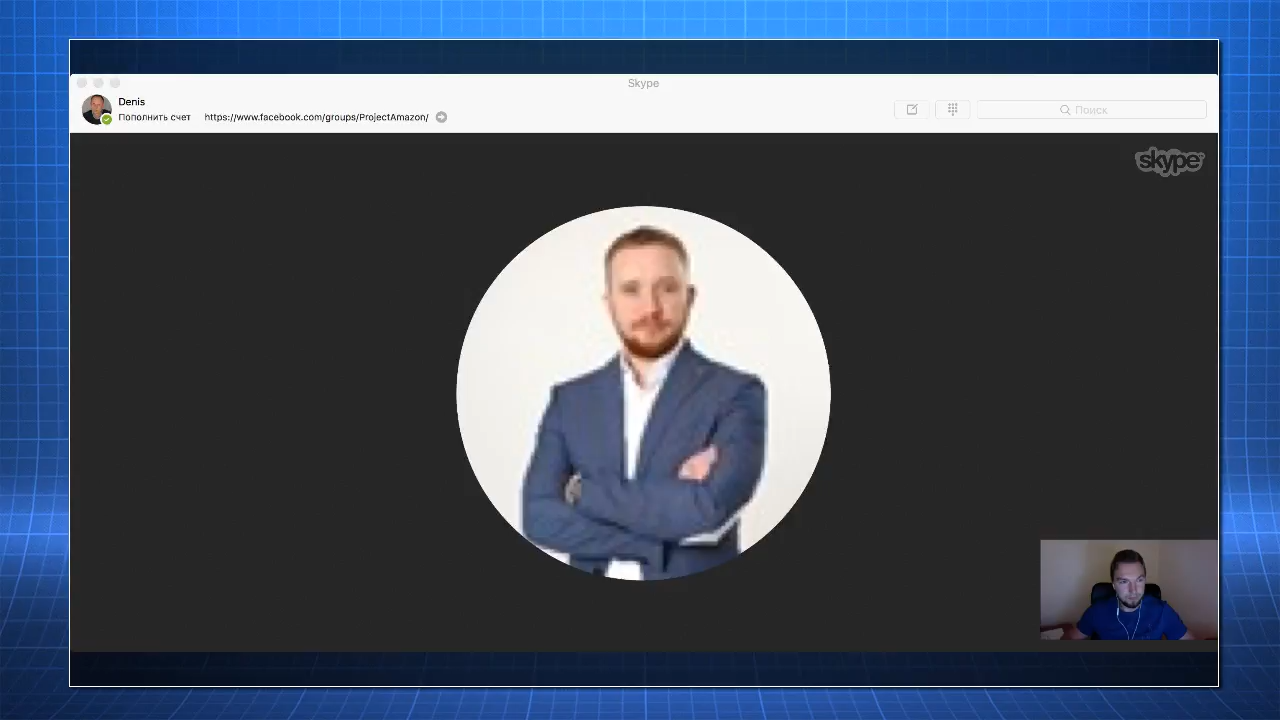 Skype
Denis
Пополнить счет https://www.facebook.com/groups/ProjectAmazon/
Поиск
skype